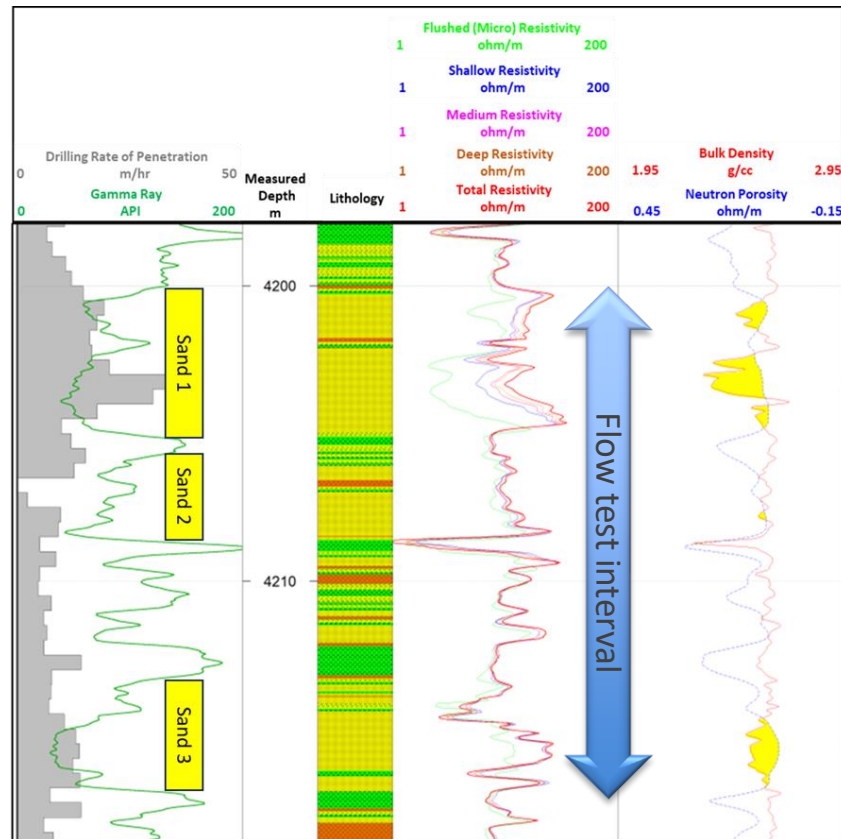 Flushed (Micro) Resistivity
1 ohm/m 200
Shallow Resistivity
1 ohm/m 200
Medium Resistivity
1 ohm/m 200
Drilling Rate of Penetration
0 m/hr 50
Gamma Ray
0 API 200
Measured
Depth
m
Lithology
Deep Resistivity
1 ohm/m 200
Total Resistivity
1 ohm/m 200
Bulk Density
1.95 g/cc 2.95
Neutron Porosity
0.45 ohm/m -0.15
4200
Sand 1
Sand 2
4210
Sand 3
Flow test interval